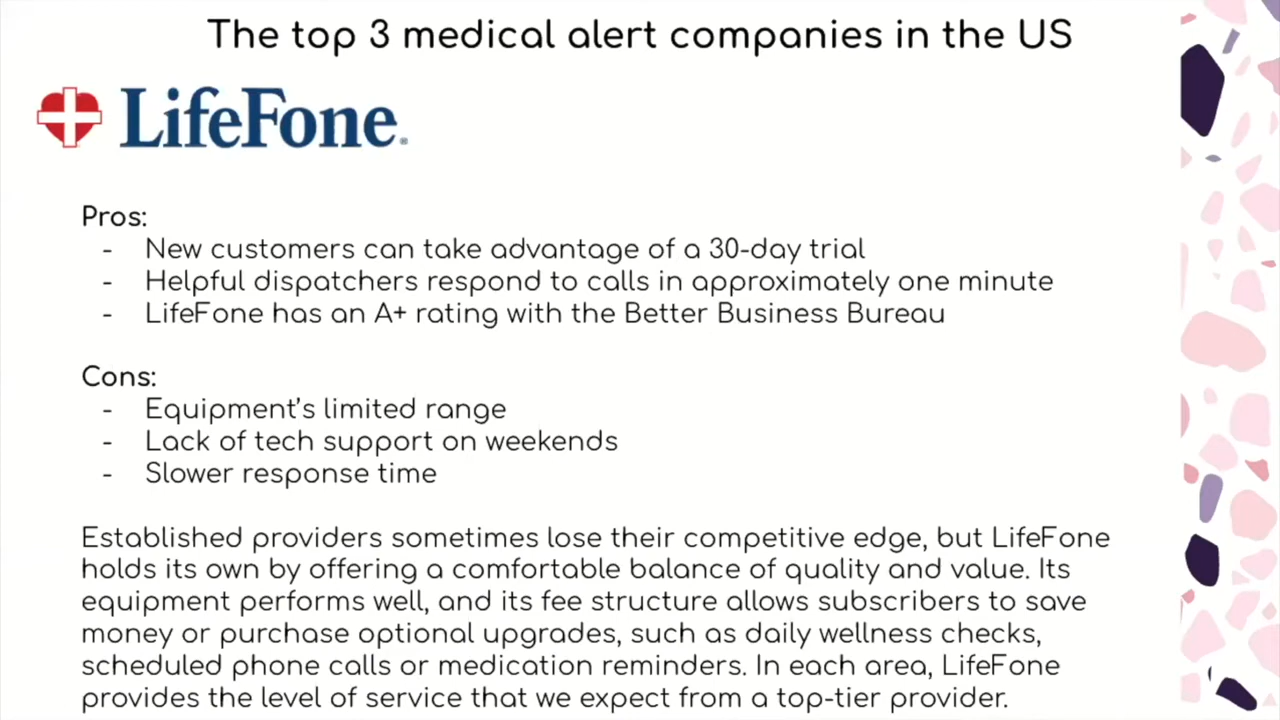 The top 3 medical alert companies in the US
LifeFone®
Pros:
- New customers can take advantage of a 30-day trial
- Helpful dispatchers respond to calls in approximately one minute
- LifeFone has an A+ rating with the Better Business Bureau
Cons:
- Equipment's limited range
- Lack of tech support on weekends
- Slower response time
Established providers sometimes lose their competitive edge, but LifeFone
holds its own by offering a comfortable balance of quality and value. Its
equipment performs well, and its fee structure allows subscribers to save
money or purchase optional upgrades, such as daily wellness checks,
scheduled phone calls or medication reminders. In each area, LifeFone
provides the level of service that we expect from a top-tier provider.